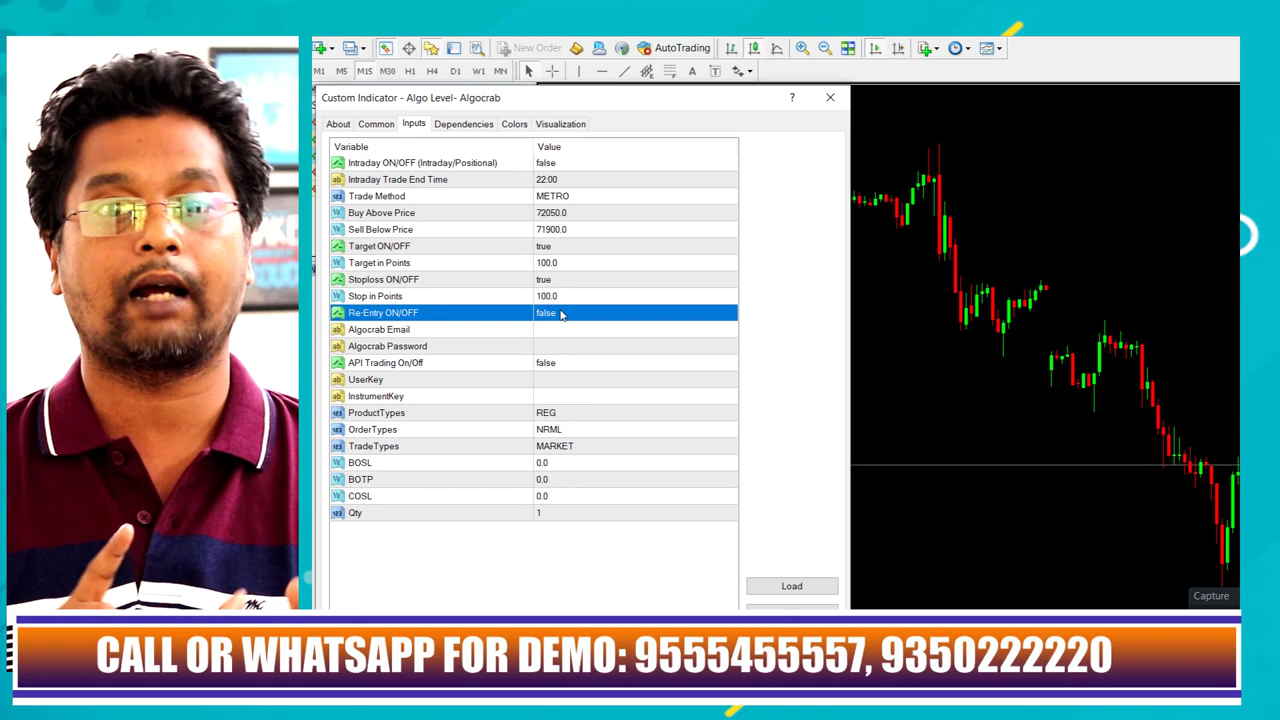 New Order
AutoTrading
M1 M5 M15 M30 H1 H4 D1 W1 MN
A T
Custom Indicator - Algo Level- Algocrab
?
About Common Inputs Dependencies Colors Visualization
Variable Value
Intraday ON/OFF (Intraday/Positional) false
Intraday Trade End Time 22:00
Trade Method METRO
Buy Above Price 72050.0
Sell Below Price 71900.0
Target ON/OFF true
Target in Points 100.0
Stoploss ON/OFF true
Stop in Points 100.0
Re-Entry ON/OFF false
Algocrab Email
Algocrab Password
API Trading On/Off false
UserKey
InstrumentKey
ProductTypes REG
OrderTypes NRML
TradeTypes MARKET
BOSL 0.0
BOTP 0.0
COSL 0.0
Qty 1
Load
Capture
CALL OR WHATSAPP FOR DEMO: 9555455557, 9350222220